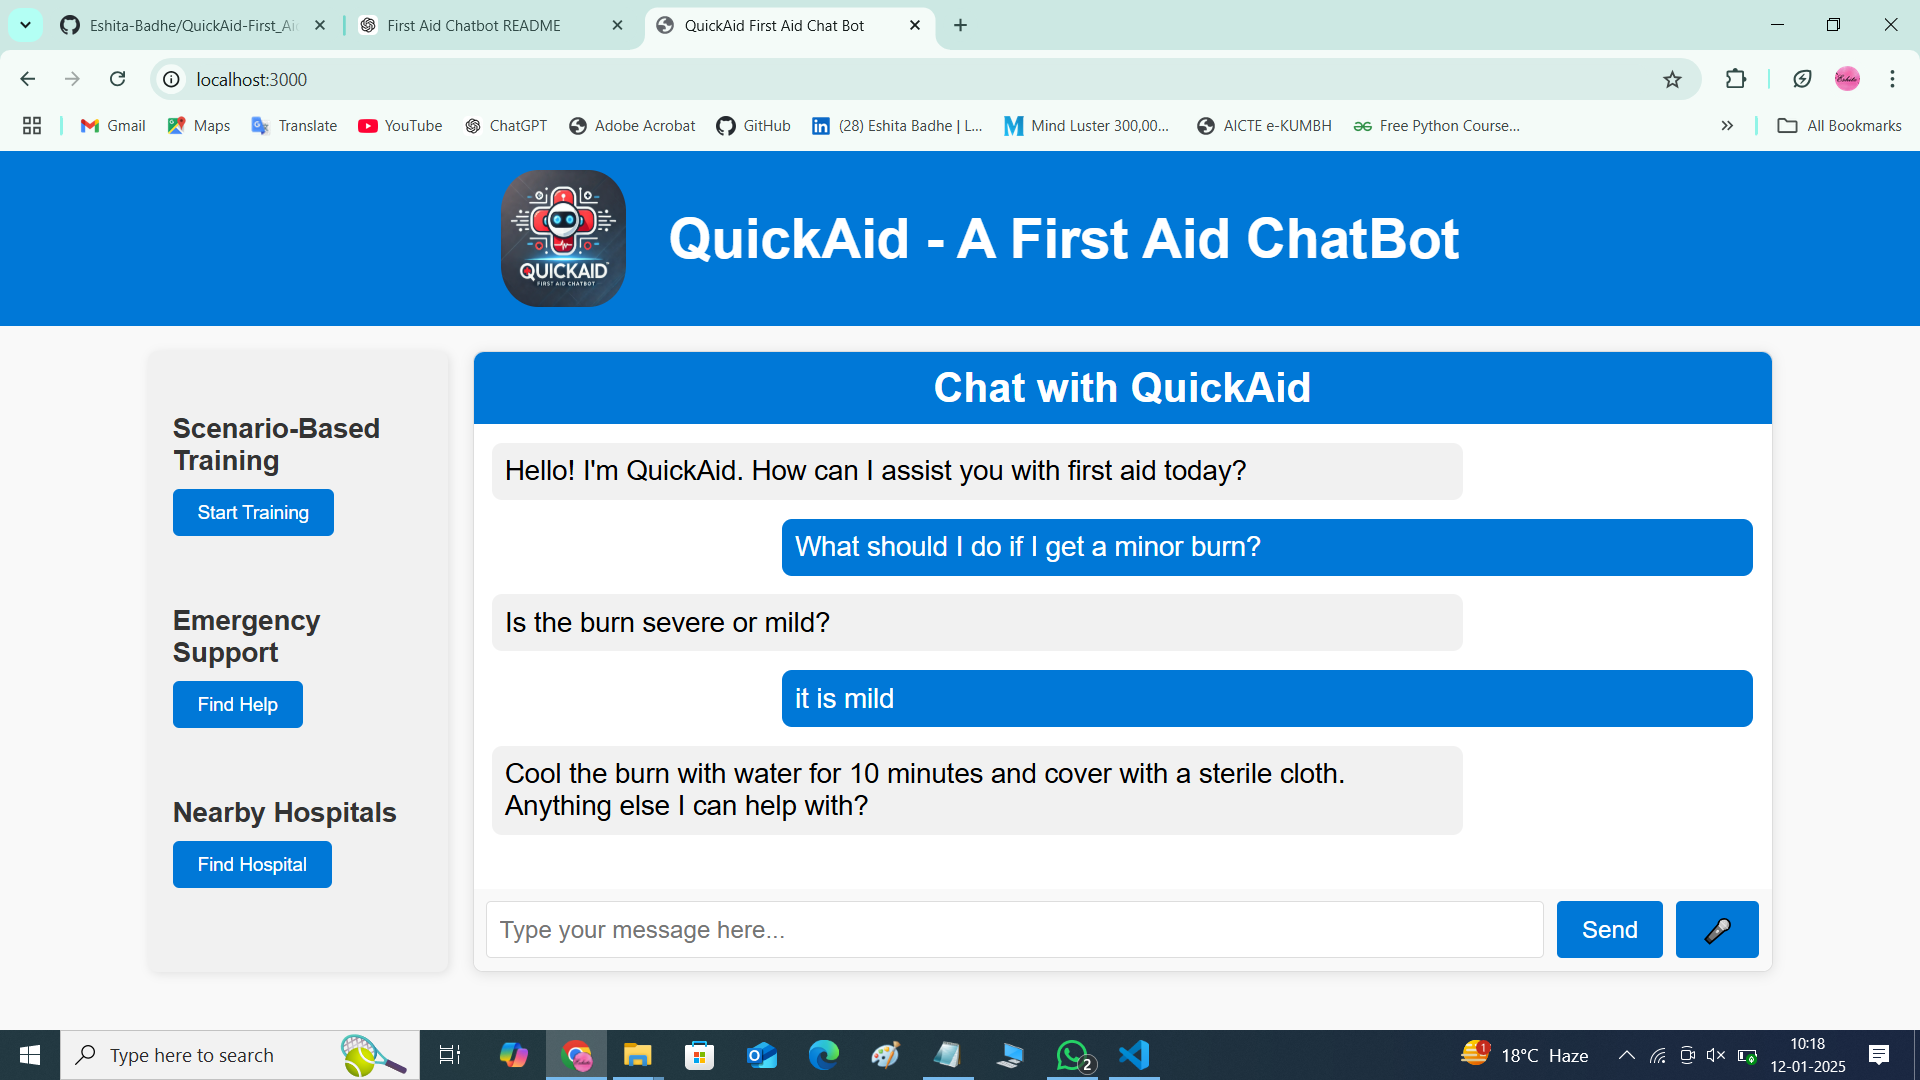 Eshita-Badhe/QuickAid-First_Ai
First Aid Chatbot README
QuickAid First Aid Chat Bot
localhost:3000
Gmail
Maps
Translate
YouTube
ChatGPT
Adobe Acrobat
GitHub
(28) Eshita Badhe | L...
Mind Luster 300,00...
AICTE e-KUMBH
Free Python Course...
All Bookmarks
QUICKAID
FIRST AID CHATBOT
QuickAid - A First Aid ChatBot
Scenario-Based
Training
Start Training
Emergency
Support
Find Help
Nearby Hospitals
Find Hospital
Chat with QuickAid
Hello! I'm QuickAid. How can I assist you with first aid today?
What should I do if I get a minor burn?
Is the burn severe or mild?
it is mild
Cool the burn with water for 10 minutes and cover with a sterile cloth.
Anything else I can help with?
Type your message here...
Send
Type here to search
2
1
18°C Haze
10:18
12-01-2025